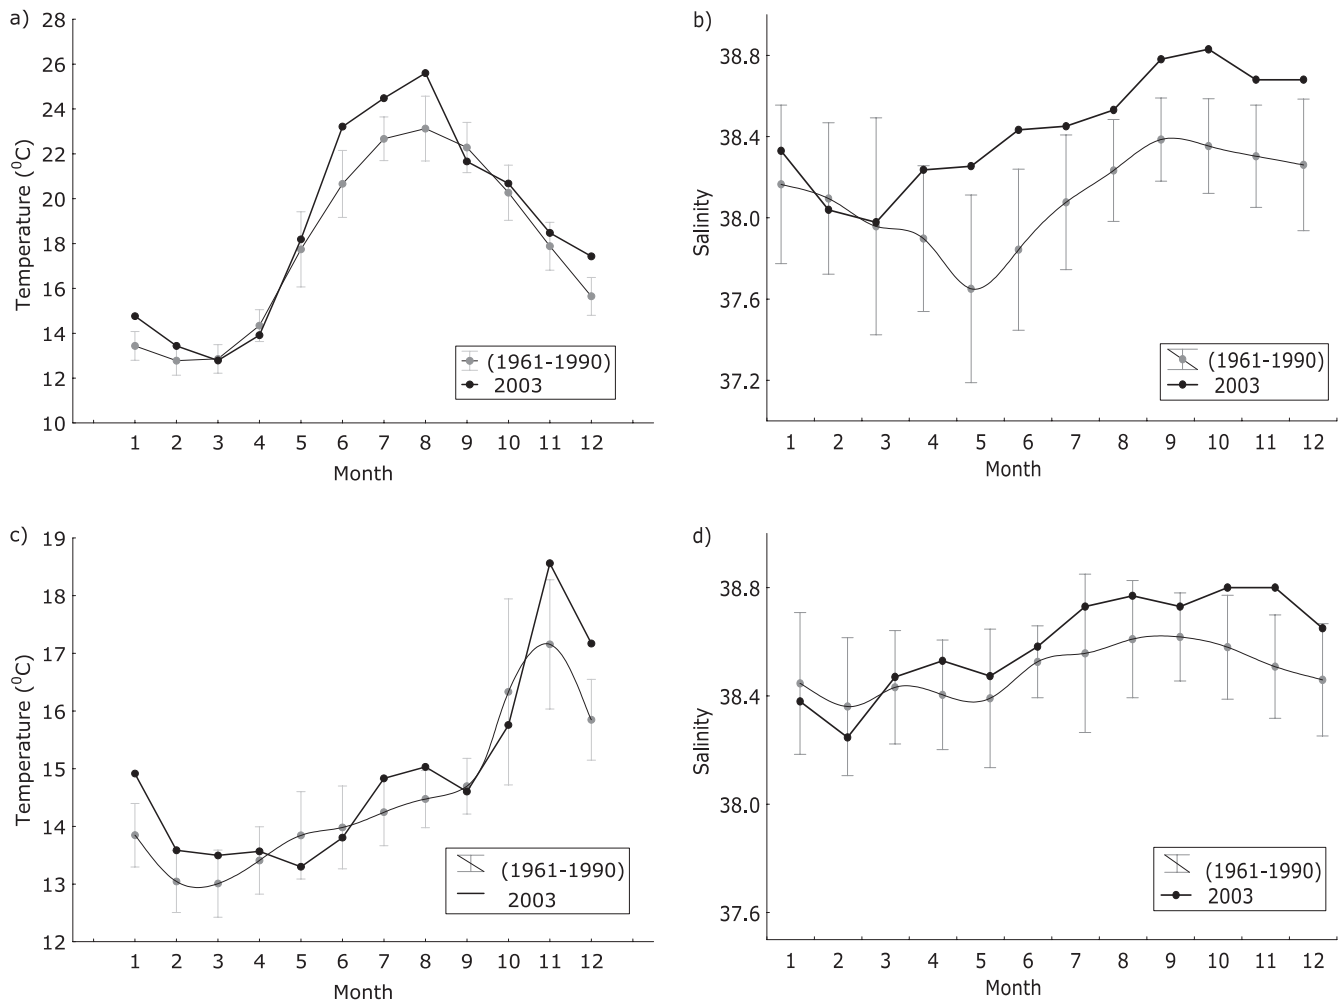 a)
28
26
24
22
20
18
16
14
12
10
Temperature (⁰C)
(1961-1990)
2003
1 2 3 4 5 6 7 8 9 10 11 12
Month
b)
38.8
38.4
38.0
37.6
37.2
Salinity
(1961-1990)
2003
1 2 3 4 5 6 7 8 9 10 11 12
Month
c)
19
18
17
16
15
14
13
12
Temperature (⁰C)
(1961-1990)
2003
1 2 3 4 5 6 7 8 9 10 11 12
Month
d)
38.8
38.4
38.0
37.6
Salinity
(1961-1990)
2003
1 2 3 4 5 6 7 8 9 10 11 12
Month